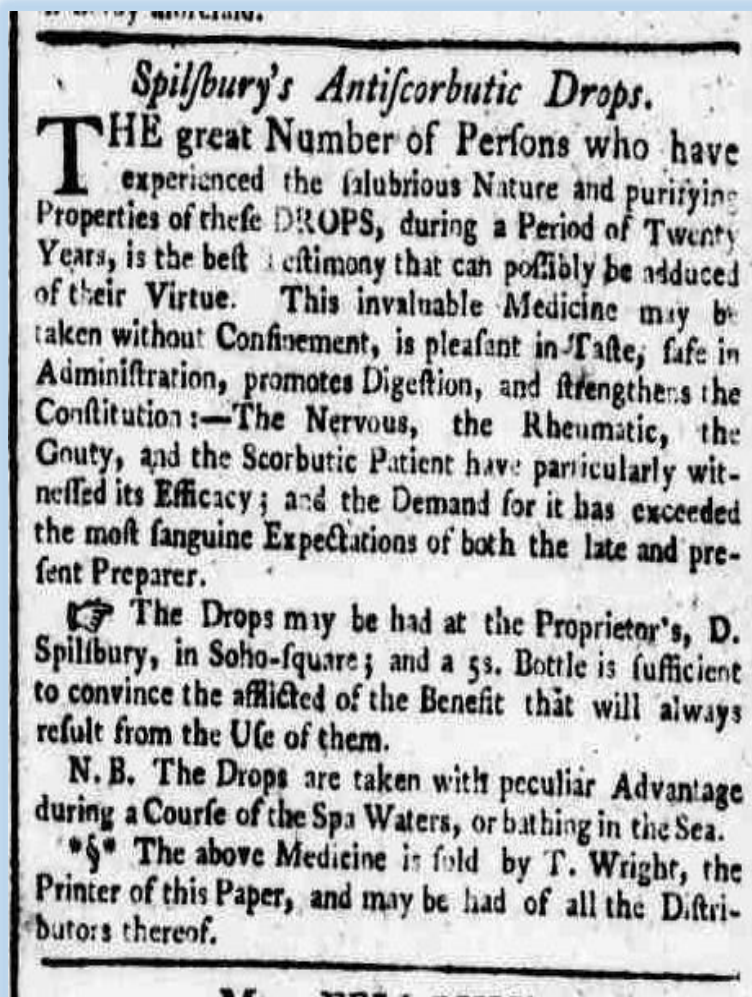 Spilſbury's Antiſcorbutic Drops.
THE great Number of Perſons who have
experienced the ſalubrious Nature and purifying
Properties of theſe DROPS, during a Period of Twenty
Years, is the beſt Teſtimony that can poſſibly be adduced
of their Virtue. This invaluable Medicine may be
taken without Confinement, is pleaſant in Taſte, ſafe in
Adminiſtration, promotes Digeſtion, and ſtrengthens the
Conſtitution:—The Nervous, the Rheumatic, the
Gouty, and the Scorbutic Patient have particularly wit-
neſſed its Efficacy; and the Demand for it has exceeded
the moſt ſanguine Expectations of both the late and pre-
ſent Preparer.
☞ The Drops may be had at the Proprietor's, D.
Spilſbury, in Soho-ſquare; and a 5s. Bottle is ſufficient
to convince the afflicted of the Benefit that will always
reſult from the Uſe of them.
N.B. The Drops are taken with peculiar Advantage
during a Courſe of the Spa Waters, or bathing in the Sea.
*§* The above Medicine is ſold by T. Wright, the
Printer of this Paper, and may be had of all the Diſtri-
butors thereof.